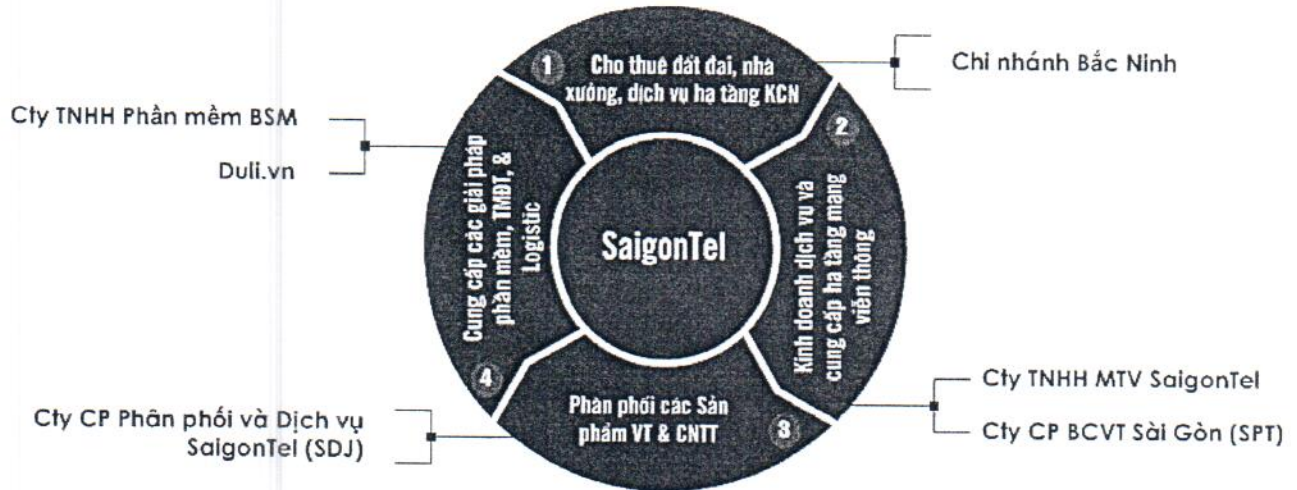 1
Cho thuê đất đai, nhà
xưởng, dịch vụ hạ tầng KCN
Chi nhánh Bắc Ninh
2
Kinh doanh dịch vụ và
cung cấp hạ tầng mạng
viễn thông
Cty TNHH MTV SaigonTel
Cty CP BCVT Sài Gòn (SPT)
3
Phân phối các Sản
phẩm VT & CNTT
Cty CP Phân phối và Dịch vụ
SaigonTel (SDJ)
4
Cung cấp các giải pháp
phần mềm, TMĐT, &
Logistic
Cty TNHH Phần mềm BSM
Duli.vn
SaigonTel